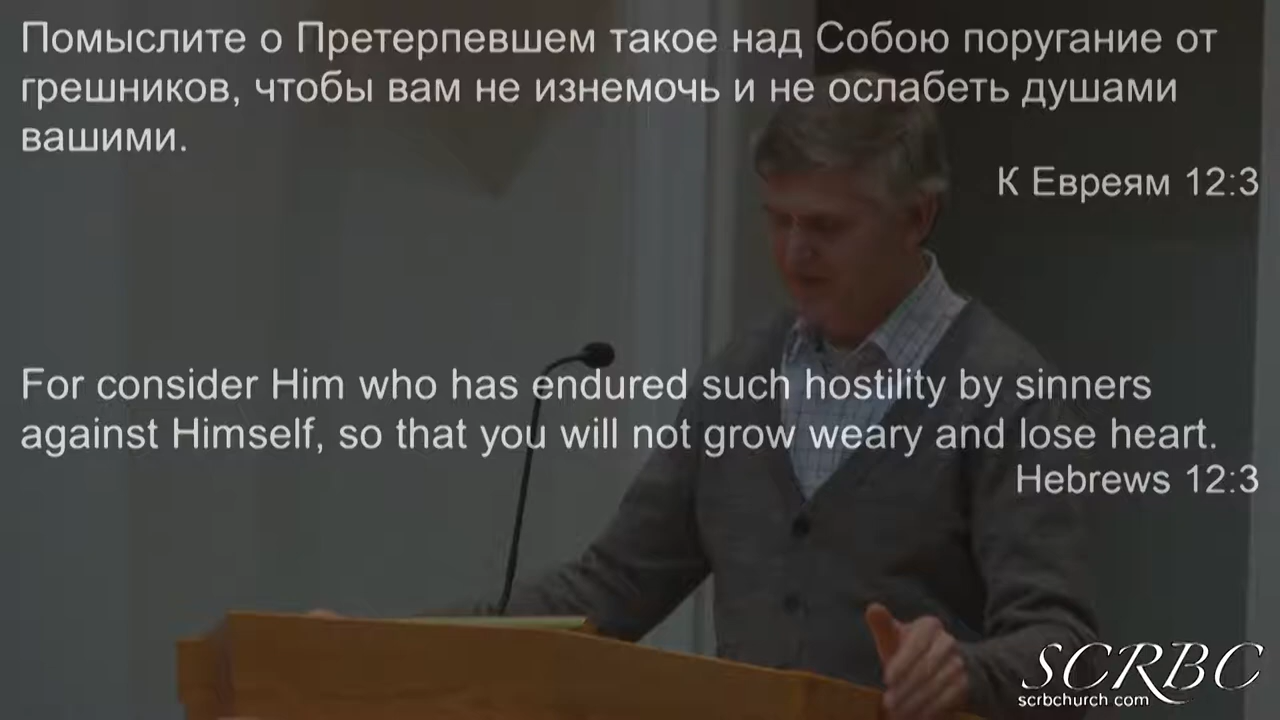 Помыслите о Претерпевшем такое над Собою поругание от
грешников, чтобы вам не изнемочь и не ослабеть душами
вашими.
К Евреям 12:3
For consider Him who has endured such hostility by sinners
against Himself, so that you will not grow weary and lose heart.
Hebrews 12:3
SCRBC
scrbchurch com